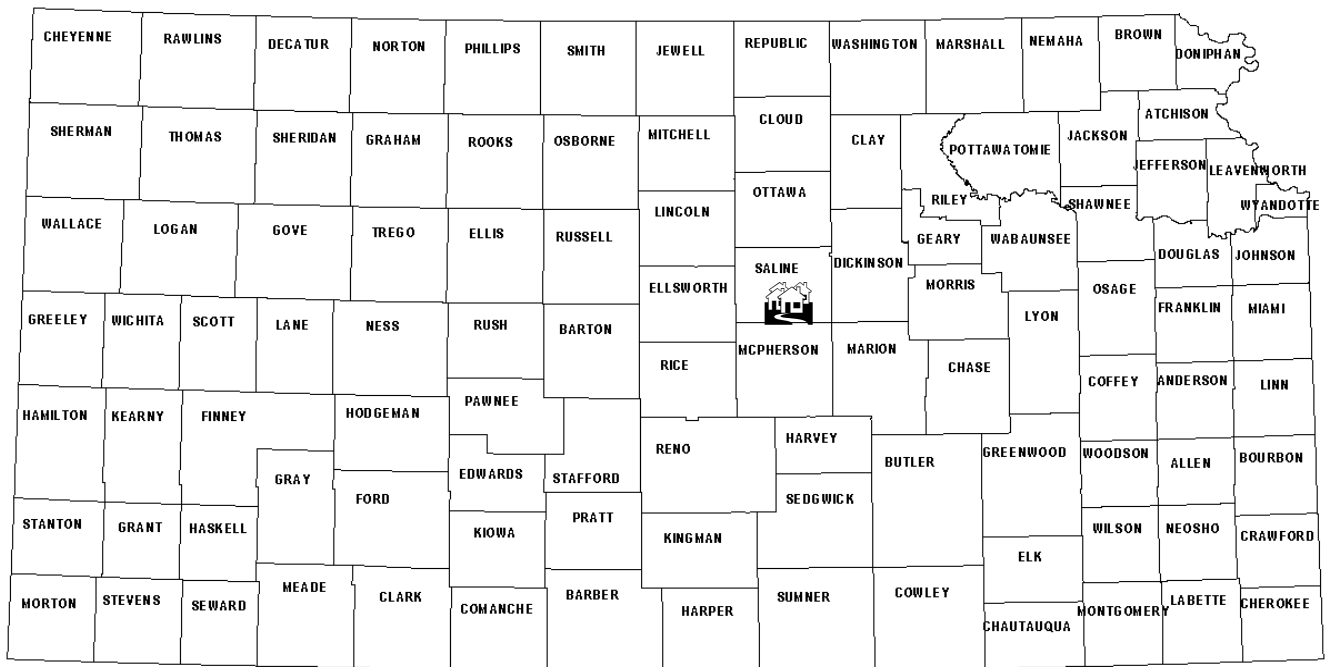 CHEYENNE
RAWLINS
DECATUR
NORTON
PHILLIPS
SMITH
JEWELL
REPUBLIC
WASHINGTON
MARSHALL
NEMAHA
BROWN
DONIPHAN
SHERMAN
THOMAS
SHERIDAN
GRAHAM
ROOKS
OSBORNE
MITCHELL
CLOUD
CLAY
POTTAWATOMIE
JACKSON
ATCHISON
JEFFERSON
LEAVENWORTH
WYANDOTTE
WALLACE
LOGAN
GOVE
TREGO
ELLIS
RUSSELL
LINCOLN
OTTAWA
RILEY
SHAWNEE
GEARY
WABAUNSEE
DOUGLAS
JOHNSON
ELLSWORTH
SALINE
DICKINSON
MORRIS
OSAGE
GREELEY
WICHITA
SCOTT
LANE
NESS
RUSH
BARTON
RICE
MCPHERSON
MARION
CHASE
LYON
FRANKLIN
MIAMI
COFFEY
ANDERSON
LINN
HAMILTON
KEARNY
FINNEY
HODGEMAN
PAWNEE
RENO
HARVEY
BUTLER
GREENWOOD
WOODSON
ALLEN
BOURBON
GRAY
FORD
EDWARDS
STAFFORD
SEDGWICK
STANTON
GRANT
HASKELL
KIOWA
PRATT
KINGMAN
ELK
WILSON
NEOSHO
CRAWFORD
MORTON
STEVENS
SEWARD
MEADE
CLARK
COMANCHE
BARBER
HARPER
SUMNER
COWLEY
CHAUTAUQUA
MONTGOMERY
LABETTE
CHEROKEE